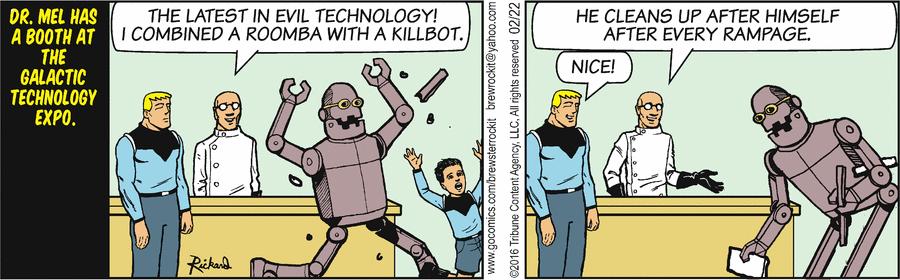 DR. MEL HAS
A BOOTH AT
THE
GALACTIC
TECHNOLOGY
EXPO.
THE LATEST IN EVIL TECHNOLOGY!
I COMBINED A ROOMBA WITH A KILLBOT.
Rickard
www.gocomics.com/brewsterrockit brewrockit@yahoo.com 02/22
©2016 Tribune Content Agency, LLC. All rights reserved
HE CLEANS UP AFTER HIMSELF
AFTER EVERY RAMPAGE.
NICE!